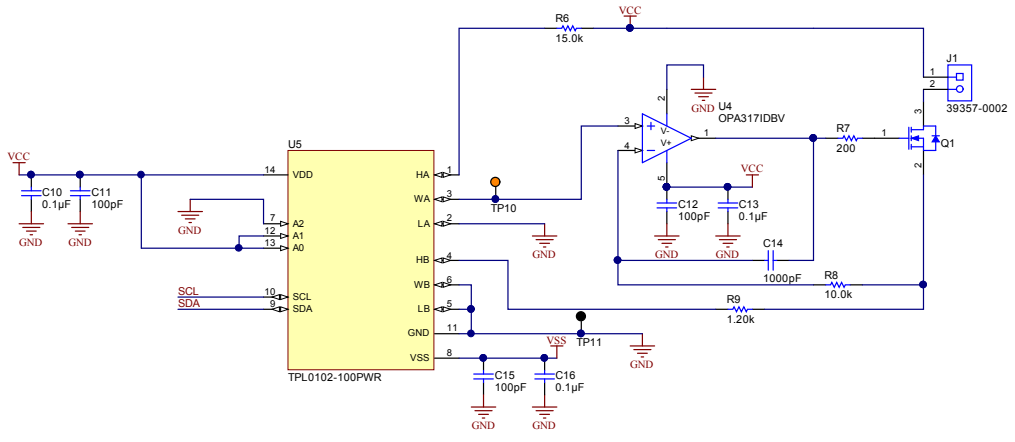 VCC
R6
15.0k
J1
1
2
39357-0002
GND
2
U4
OPA317IDBV
3
+
V-
1
4
−
V+
5
R7
200
1
3
Q1
2
VCC
C12
100pF
C13
0.1µF
GND
GND
U5
VCC
14
VDD
HA
1
C10
0.1µF
C11
100pF
WA
3
TP10
GND
GND
GND
7
A2
LA
2
12
A1
GND
13
A0
HB
4
C14
1000pF
WB
6
R8
10.0k
SCL
10
SCL
SDA
9
SDA
LB
5
R9
1.20k
GND
11
TP11
GND
VSS
8
VSS
TPL0102-100PWR
C15
100pF
C16
0.1µF
GND
GND